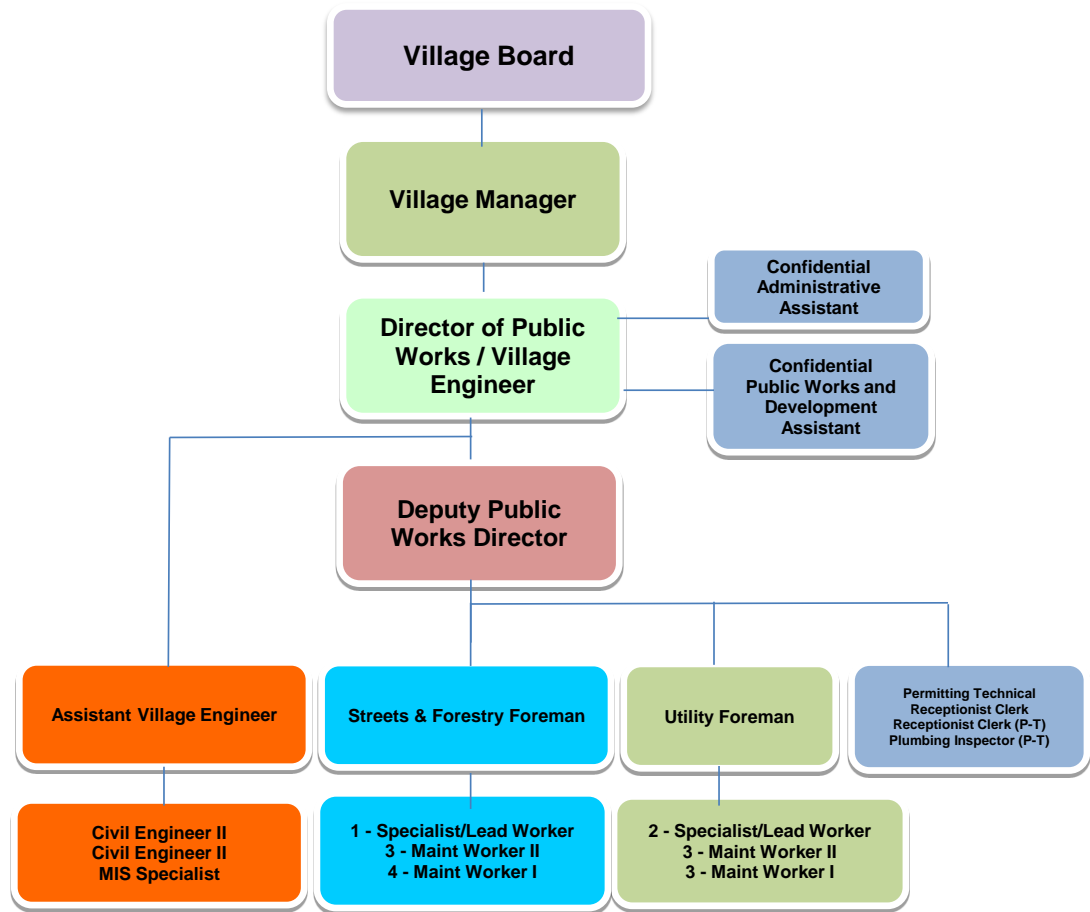 Village Board
Village Manager
Confidential
Administrative
Assistant
Director of Public
Works / Village
Engineer
Confidential
Public Works and
Development
Assistant
Deputy Public
Works Director
Assistant Village Engineer
Streets & Forestry Foreman
Utility Foreman
Permitting Technical
Receptionist Clerk
Receptionist Clerk (P-T)
Plumbing Inspector (P-T)
Civil Engineer II
Civil Engineer II
MIS Specialist
1 - Specialist/Lead Worker
3 - Maint Worker II
4 - Maint Worker I
2 - Specialist/Lead Worker
3 - Maint Worker II
3 - Maint Worker I